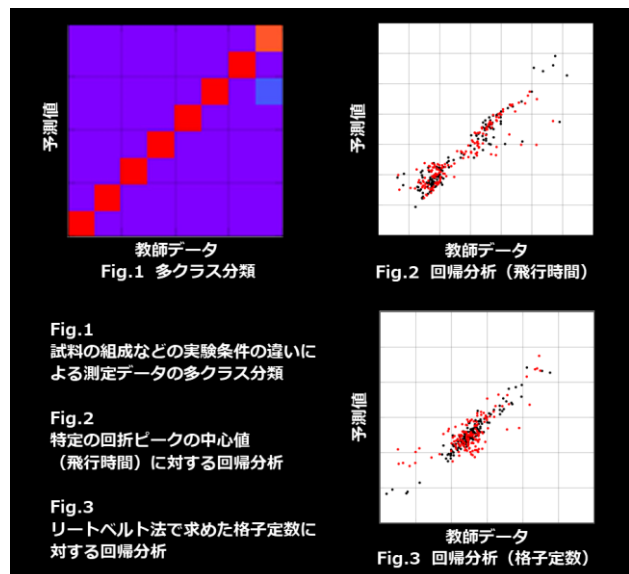 予測値
教師データ
Fig.1 多クラス分類
予測値
教師データ
Fig.2 回帰分析（飛行時間）
Fig.1
試料の組成などの実験条件の違いに
よる測定データの多クラス分類
Fig.2
特定の回折ピークの中心値
（飛行時間）に対する回帰分析
Fig.3
リートベルト法で求めた格子定数に
対する回帰分析
予測値
教師データ
Fig.3 回帰分析（格子定数）